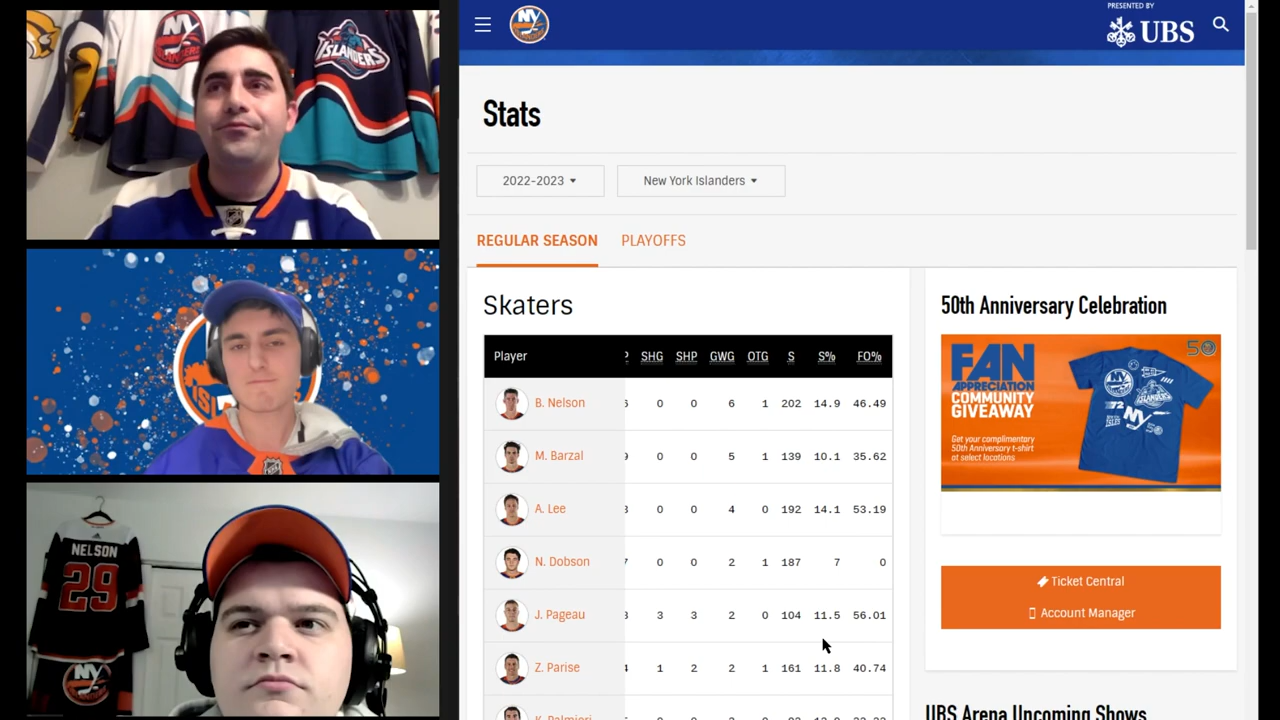 ISLANDERS
ISLANDERS
A
NELSON
29
ISLANDERS
NY
PRESENTED BY
UBS
Stats
2022-2023
New York Islanders
REGULAR SEASON PLAYOFFS
Skaters
Player SHG SHP GWG OTG S S% FO%
B. Nelson 0 0 6 1 202 14.9 46.49
M. Barzal 0 0 5 1 139 10.1 35.62
A. Lee 0 0 4 0 192 14.1 53.19
N. Dobson 0 0 2 1 187 7 0
J. Pageau 3 3 2 0 104 11.5 56.01
Z. Parise 1 2 2 1 161 11.8 40.74
K. Palmieri
50th Anniversary Celebration
50
FAN
APPRECIATION
COMMUNITY
GIVEAWAY
Get your complimentary
50th Anniversary t-shirt
at select locations
Ticket Central
Account Manager
UBS Arena Upcoming Shows